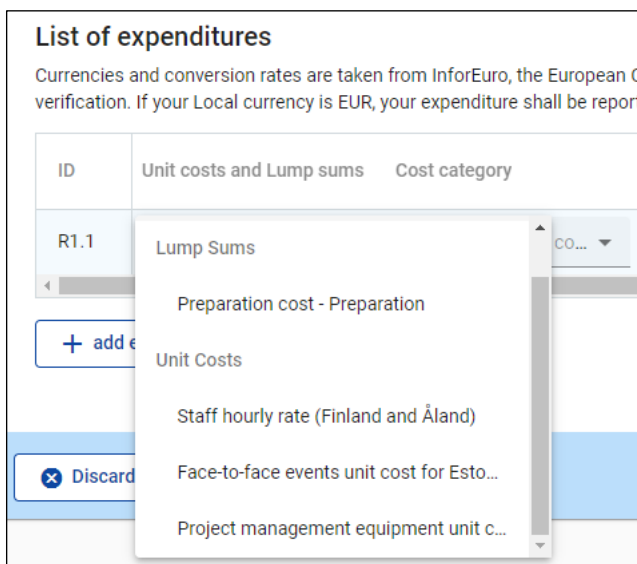 List of expenditures
Currencies and conversion rates are taken from InforEuro, the European
verification. If your Local currency is EUR, your expenditure shall be
ID Unit costs and Lump sums Cost category
R1.1 co...
Lump Sums
Preparation cost - Preparation
+ add
Unit Costs
Staff hourly rate (Finland and Åland)
Face-to-face events unit cost for Esto...
Discard
Project management equipment unit c...